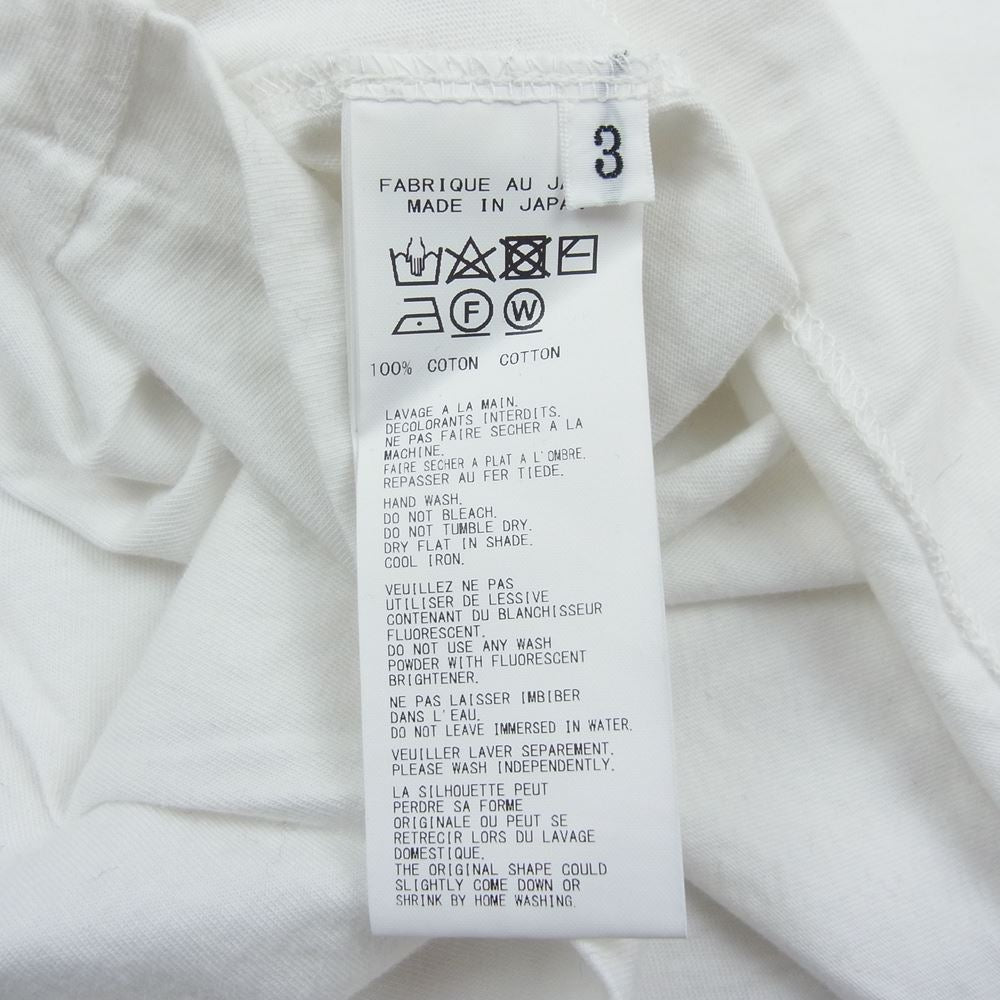 3
FABRIQUE AU
MADE IN JAPAN
F W
100% COTON COTTON
LAVAGE A LA MAIN.
DECOLORANTS INTERDITS.
NE PAS FAIRE SECHER A LA
MACHINE.
FAIRE SECHER A PLAT A L'OMBRE.
REPASSER AU FER TIEDE.
HAND WASH.
DO NOT BLEACH.
DO NOT TUMBLE DRY.
DRY FLAT IN SHADE.
COOL IRON.
VEUILLEZ NE PAS
UTILISER DE LESSIVE
CONTENANT DU BLANCHISSEUR
FLUORESCENT.
DO NOT USE ANY WASH
POWDER WITH FLUORESCENT
BRIGHTENER.
NE PAS LAISSER IMBIBER
DANS L'EAU.
DO NOT LEAVE IMMERSED IN WATER.
VEUILLER LAVER SEPAREMENT.
PLEASE WASH INDEPENDENTLY.
LA SILHOUETTE PEUT
PERDRE SA FORME
ORIGINALE OU PEUT SE
RETRECIR LORS DU LAVAGE
DOMESTIQUE.
THE ORIGINAL SHAPE COULD
SLIGHTLY COME DOWN OR
SHRINK BY HOME WASHING.